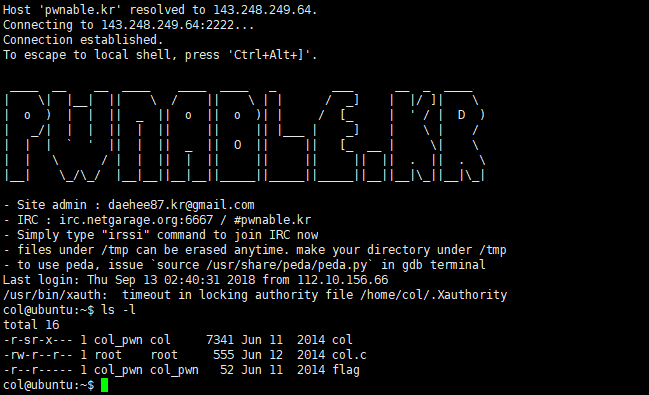 Host 'pwnable.kr' resolved to 143.248.249.64.
Connecting to 143.248.249.64:2222...
Connection established.
To escape to local shell, press 'Ctrl+Alt+]'.
PWNABLE.KR
- Site admin : daehee87.kr@gmail.com
- IRC : irc.netgarage.org:6667 / #pwnable.kr
- Simply type "irssi" command to join IRC now
- files under /tmp can be erased anytime. make your directory under /tmp
- to use peda, issue `source /usr/share/peda/peda.py` in gdb terminal
Last login: Thu Sep 13 02:40:31 2018 from 112.10.156.66
/usr/bin/xauth:  timeout in locking authority file /home/col/.Xauthority
col@ubuntu:~$ ls -l
total 16
-r-sr-x--- 1 col_pwn col     7341 Jun 11  2014 col
-rw-r--r-- 1 root    root     555 Jun 12  2014 col.c
-r--r----- 1 col_pwn col_pwn   52 Jun 11  2014 flag
col@ubuntu:~$